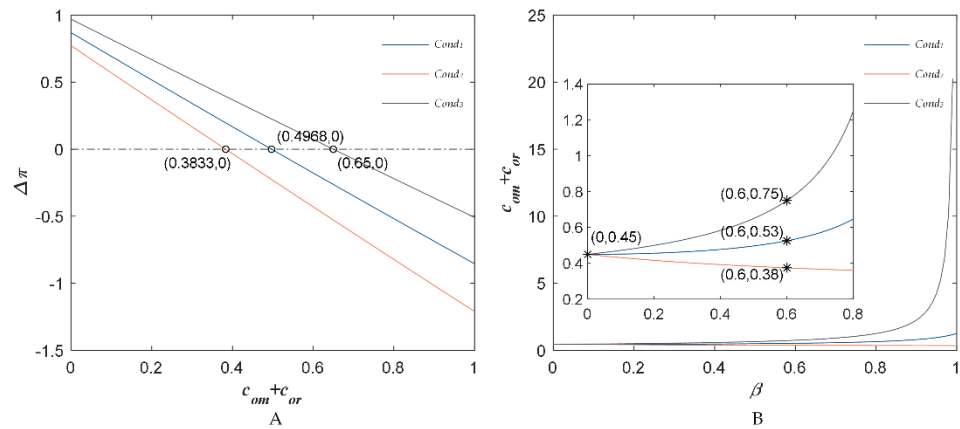 1
0.5
0
-0.5
-1
-1.5
Δπ
0 0.2 0.4 0.6 0.8 1
c_om+c_or
A
Cond₁
Cond₂
Cond₃
(0.4968,0)
(0.3833,0)
(0.65,0)
25
20
15
10
5
0
c_om+c_or
0 0.2 0.4 0.6 0.8 1
β
B
Cond₁
Cond₂
Cond₃
1.4
1.2
1
0.8
0.6
0.4
0.2
0 0.2 0.4 0.6 0.8
(0.6,0.75)
(0,0.45)
(0.6,0.53)
(0.6,0.38)